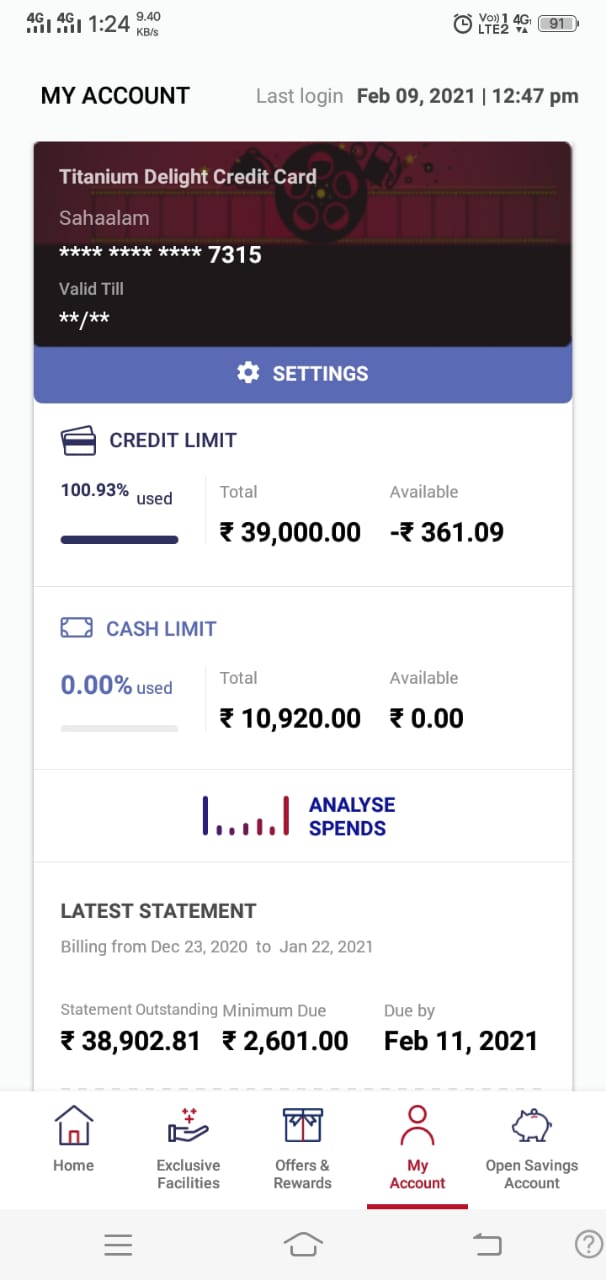 4G 4G 1:24 9.40 KB/s Vo)) 1 LTE2 4G 91
MY ACCOUNT Last login Feb 09, 2021 | 12:47 pm
Titanium Delight Credit Card
Sahaalam
**** **** **** 7315
Valid Till
**/**
SETTINGS
CREDIT LIMIT
100.93% used Total Available
₹ 39,000.00 -₹ 361.09
CASH LIMIT
0.00% used Total Available
₹ 10,920.00 ₹ 0.00
ANALYSE
SPENDS
LATEST STATEMENT
Billing from Dec 23, 2020 to Jan 22, 2021
Statement Outstanding Minimum Due Due by
₹ 38,902.81 ₹ 2,601.00 Feb 11, 2021
Home Exclusive Offers & My Open Savings
Facilities Rewards Account Account
?